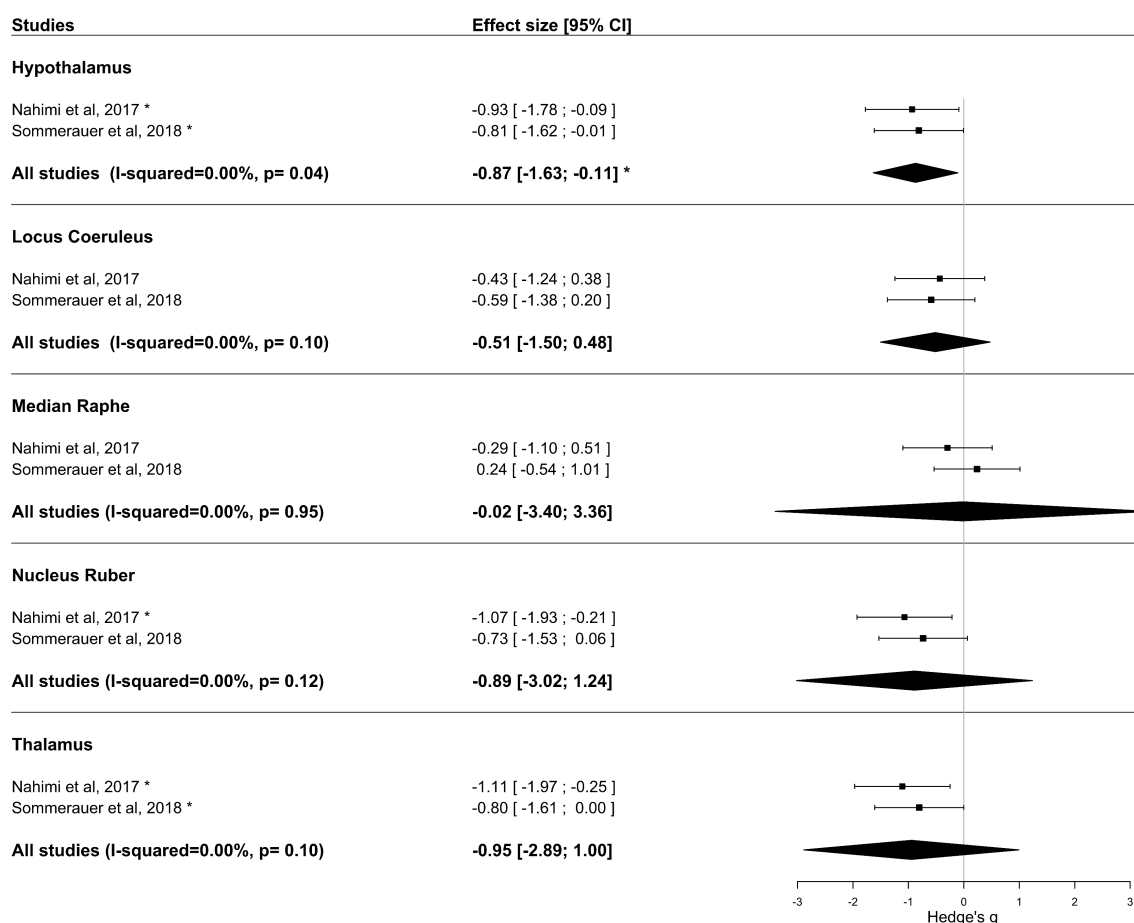 Studies Effect size [95% CI]
Hypothalamus
Nahimi et al, 2017 * -0.93 [ -1.78 ; -0.09 ]
Sommerauer et al, 2018 * -0.81 [ -1.62 ; -0.01 ]
All studies (I-squared=0.00%, p= 0.04) -0.87 [-1.63; -0.11] *
Locus Coeruleus
Nahimi et al, 2017 -0.43 [ -1.24 ; 0.38 ]
Sommerauer et al, 2018 -0.59 [ -1.38 ; 0.20 ]
All studies (I-squared=0.00%, p= 0.10) -0.51 [-1.50; 0.48]
Median Raphe
Nahimi et al, 2017 -0.29 [ -1.10 ; 0.51 ]
Sommerauer et al, 2018 0.24 [ -0.54 ; 1.01 ]
All studies (I-squared=0.00%, p= 0.95) -0.02 [-3.40; 3.36]
Nucleus Ruber
Nahimi et al, 2017 * -1.07 [ -1.93 ; -0.21 ]
Sommerauer et al, 2018 -0.73 [ -1.53 ; 0.06 ]
All studies (I-squared=0.00%, p= 0.12) -0.89 [-3.02; 1.24]
Thalamus
Nahimi et al, 2017 * -1.11 [ -1.97 ; -0.25 ]
Sommerauer et al, 2018 * -0.80 [ -1.61 ; 0.00 ]
All studies (I-squared=0.00%, p= 0.10) -0.95 [-2.89; 1.00]
-3 -2 -1 0 1 2 3
Hedge's g